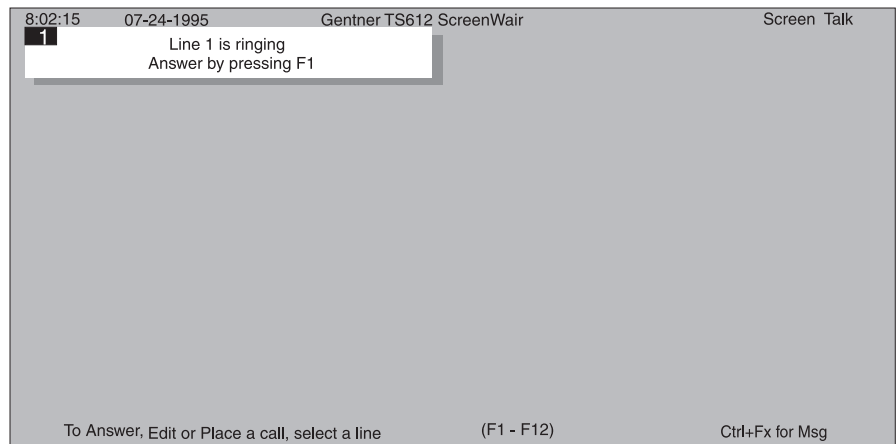 8:02:15 07-24-1995 Gentner TS612 ScreenWair Screen Talk
1
Line 1 is ringing
Answer by pressing F1
To Answer, Edit or Place a call, select a line (F1 - F12) Ctrl+Fx for Msg